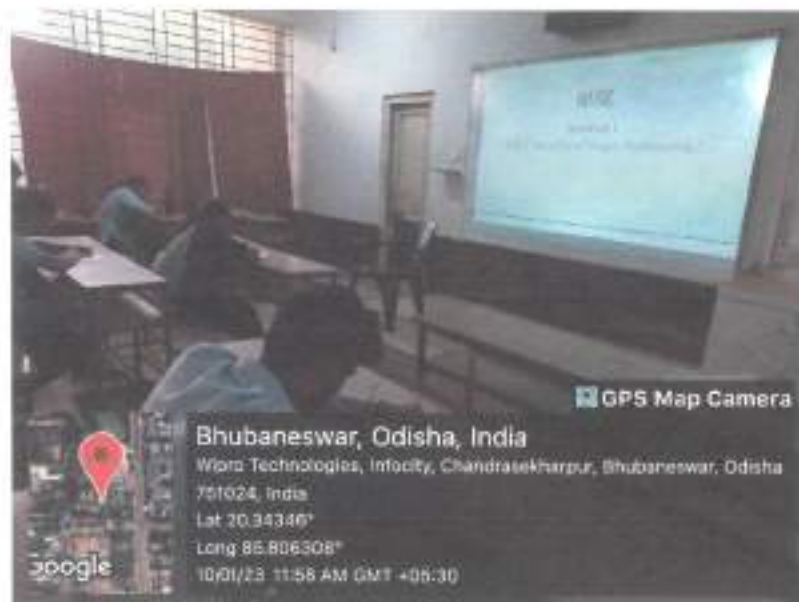 GPS Map Camera
Bhubaneswar, Odisha, India
Wipro Technologies, Infocity, Chandrasekharpur, Bhubaneswar, Odisha
751024, India
Lat 20.34346°
Long 85.806308°
10/01/23 11:58 AM GMT +05:30
Google